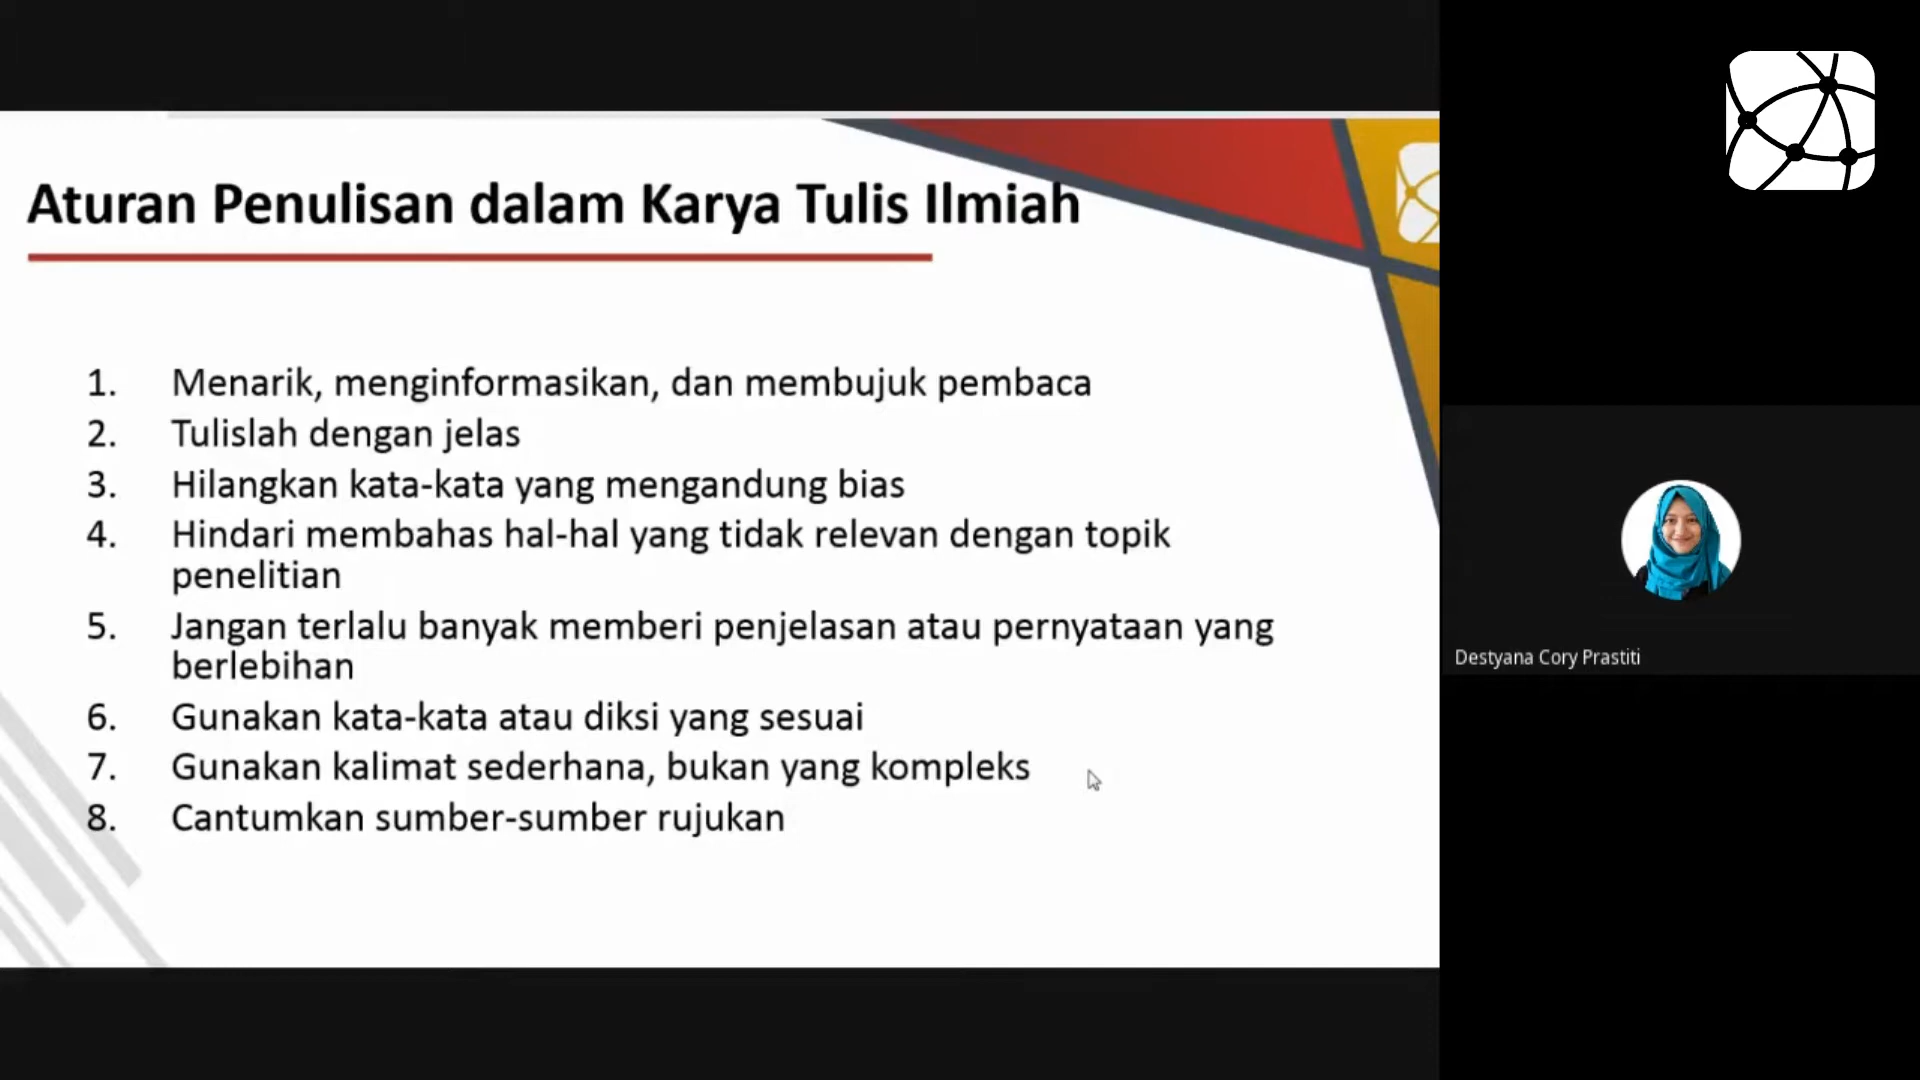 Aturan Penulisan dalam Karya Tulis Ilmiah
1. Menarik, menginformasikan, dan membujuk pembaca
2. Tulislah dengan jelas
3. Hilangkan kata-kata yang mengandung bias
4. Hindari membahas hal-hal yang tidak relevan dengan topik
penelitian
5. Jangan terlalu banyak memberi penjelasan atau pernyataan yang
berlebihan
6. Gunakan kata-kata atau diksi yang sesuai
7. Gunakan kalimat sederhana, bukan yang kompleks
8. Cantumkan sumber-sumber rujukan
Destyana Cory Prastiti